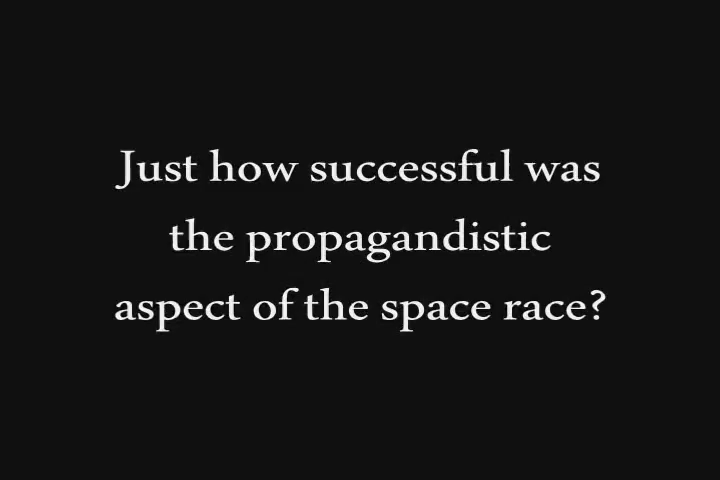 Just how successful was
the propagandistic
aspect of the space race?